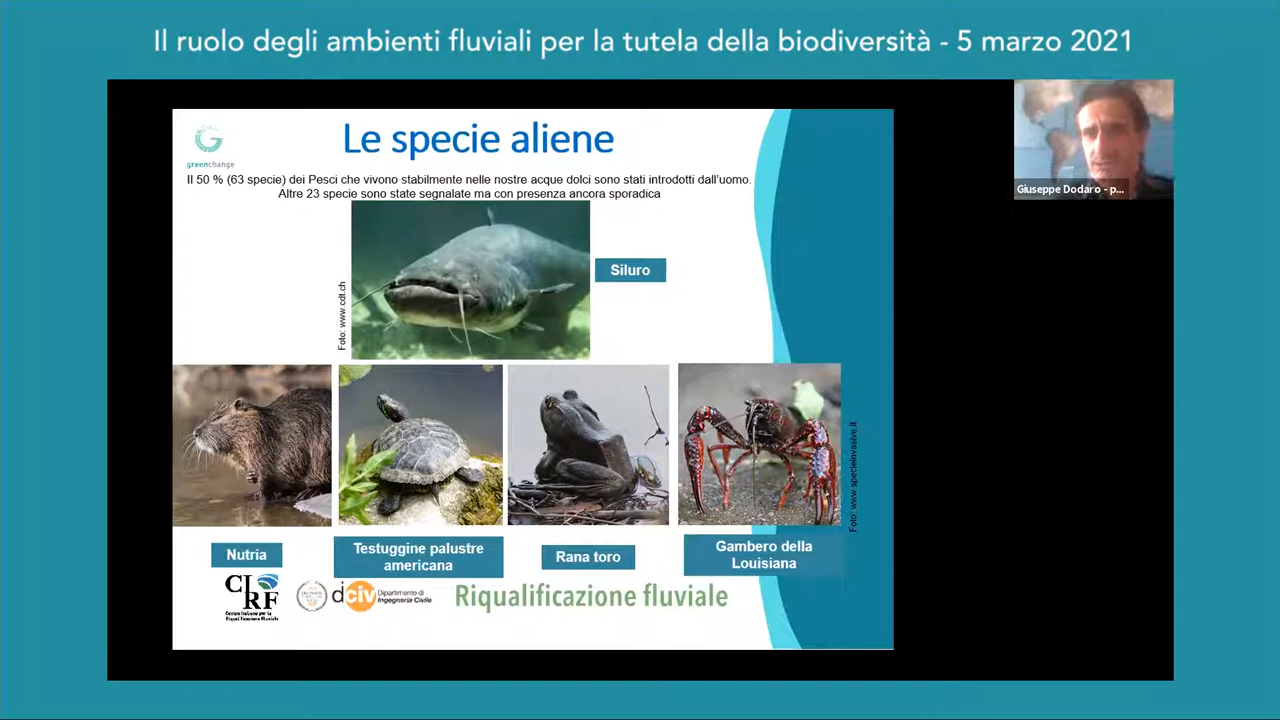 Il ruolo degli ambienti fluviali per la tutela della biodiversità - 5 marzo 2021
Le specie aliene
greenchange
Il 50 % (63 specie) dei Pesci che vivono stabilmente nelle nostre acque dolci sono stati introdotti dall'uomo.
Altre 23 specie sono state segnalate ma con presenza ancora sporadica
Giuseppe Dodaro - p...
Siluro
Foto: www.cdt.ch
Foto: www.specieinvasive.it
Nutria
Testuggine palustre
americana
Rana toro
Gambero della
Louisiana
CIRF
Centro Italiano per la
Riqualificazione Fluviale
dciv
Dipartimento di
Ingegneria Civile
Riqualificazione fluviale